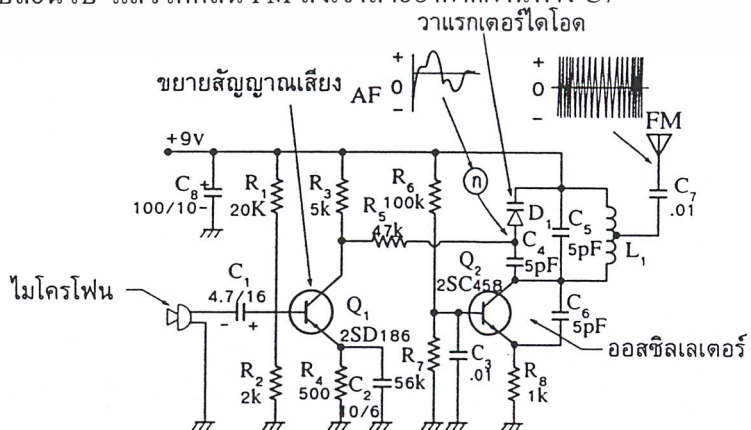 FM
C7
วาแรกเตอร์ไดโอด
ขยายสัญญาณเสียง
AF
+
0
-
+
0
-
FM
+9v
C8
+
100/10-
R1
20K
R3
5k
R5
47k
R6
100k
ก
D1
C4
5pF
C5
5pF
L1
C7
.01
ไมโครโฟน
C1
4.7/16
- +
Q1
2SD186
Q2
2SC458
C6
5pF
ออสซิลเลเตอร์
R2
2k
R4
500
C2
10/6
R7
56k
C3
.01
R8
1k